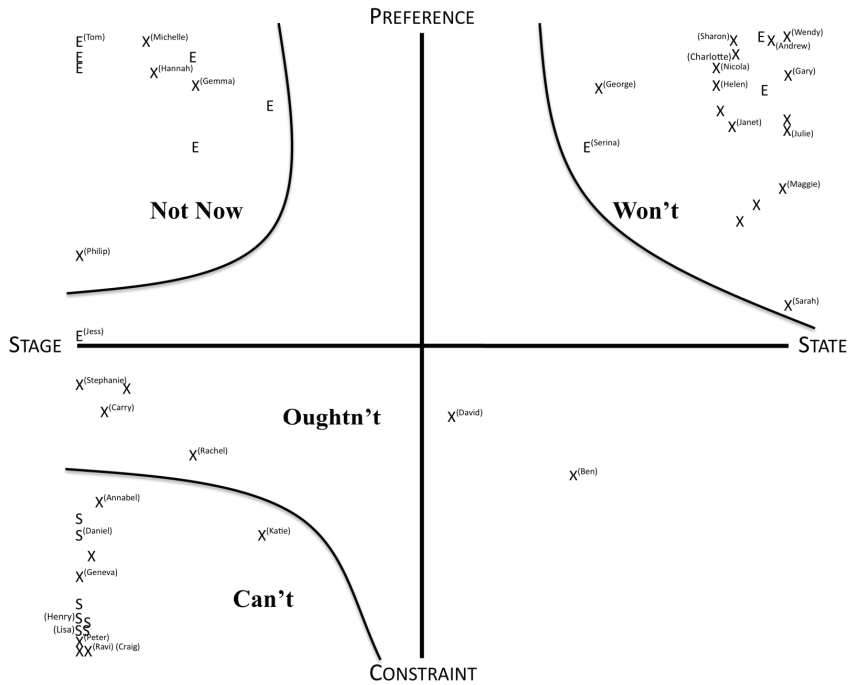 PREFERENCE
E(Tom) X(Michelle) (Sharon)X E X(Andrew) X(Wendy)
E E (Charlotte)X
E X(Hannah) X(Nicola) X(Gary)
X(Gemma) X(George) X(Helen) E
E X X
X(Janet) X(Julie)
E E(Serina)
X(Maggie)
Not Now Won't X
X
X(Philip)
X(Sarah)
E(Jess)
STAGE STATE
X(Stephanie) X
X(Carry) Oughtn't X(David)
X(Rachel)
X(Ben)
X(Annabel)
S
S(Daniel) X(Katie)
X
X(Geneva)
Can't
S
(Henry)S S
(Lisa)S S
X(Peter)
XX(Ravi) (Craig)
CONSTRAINT